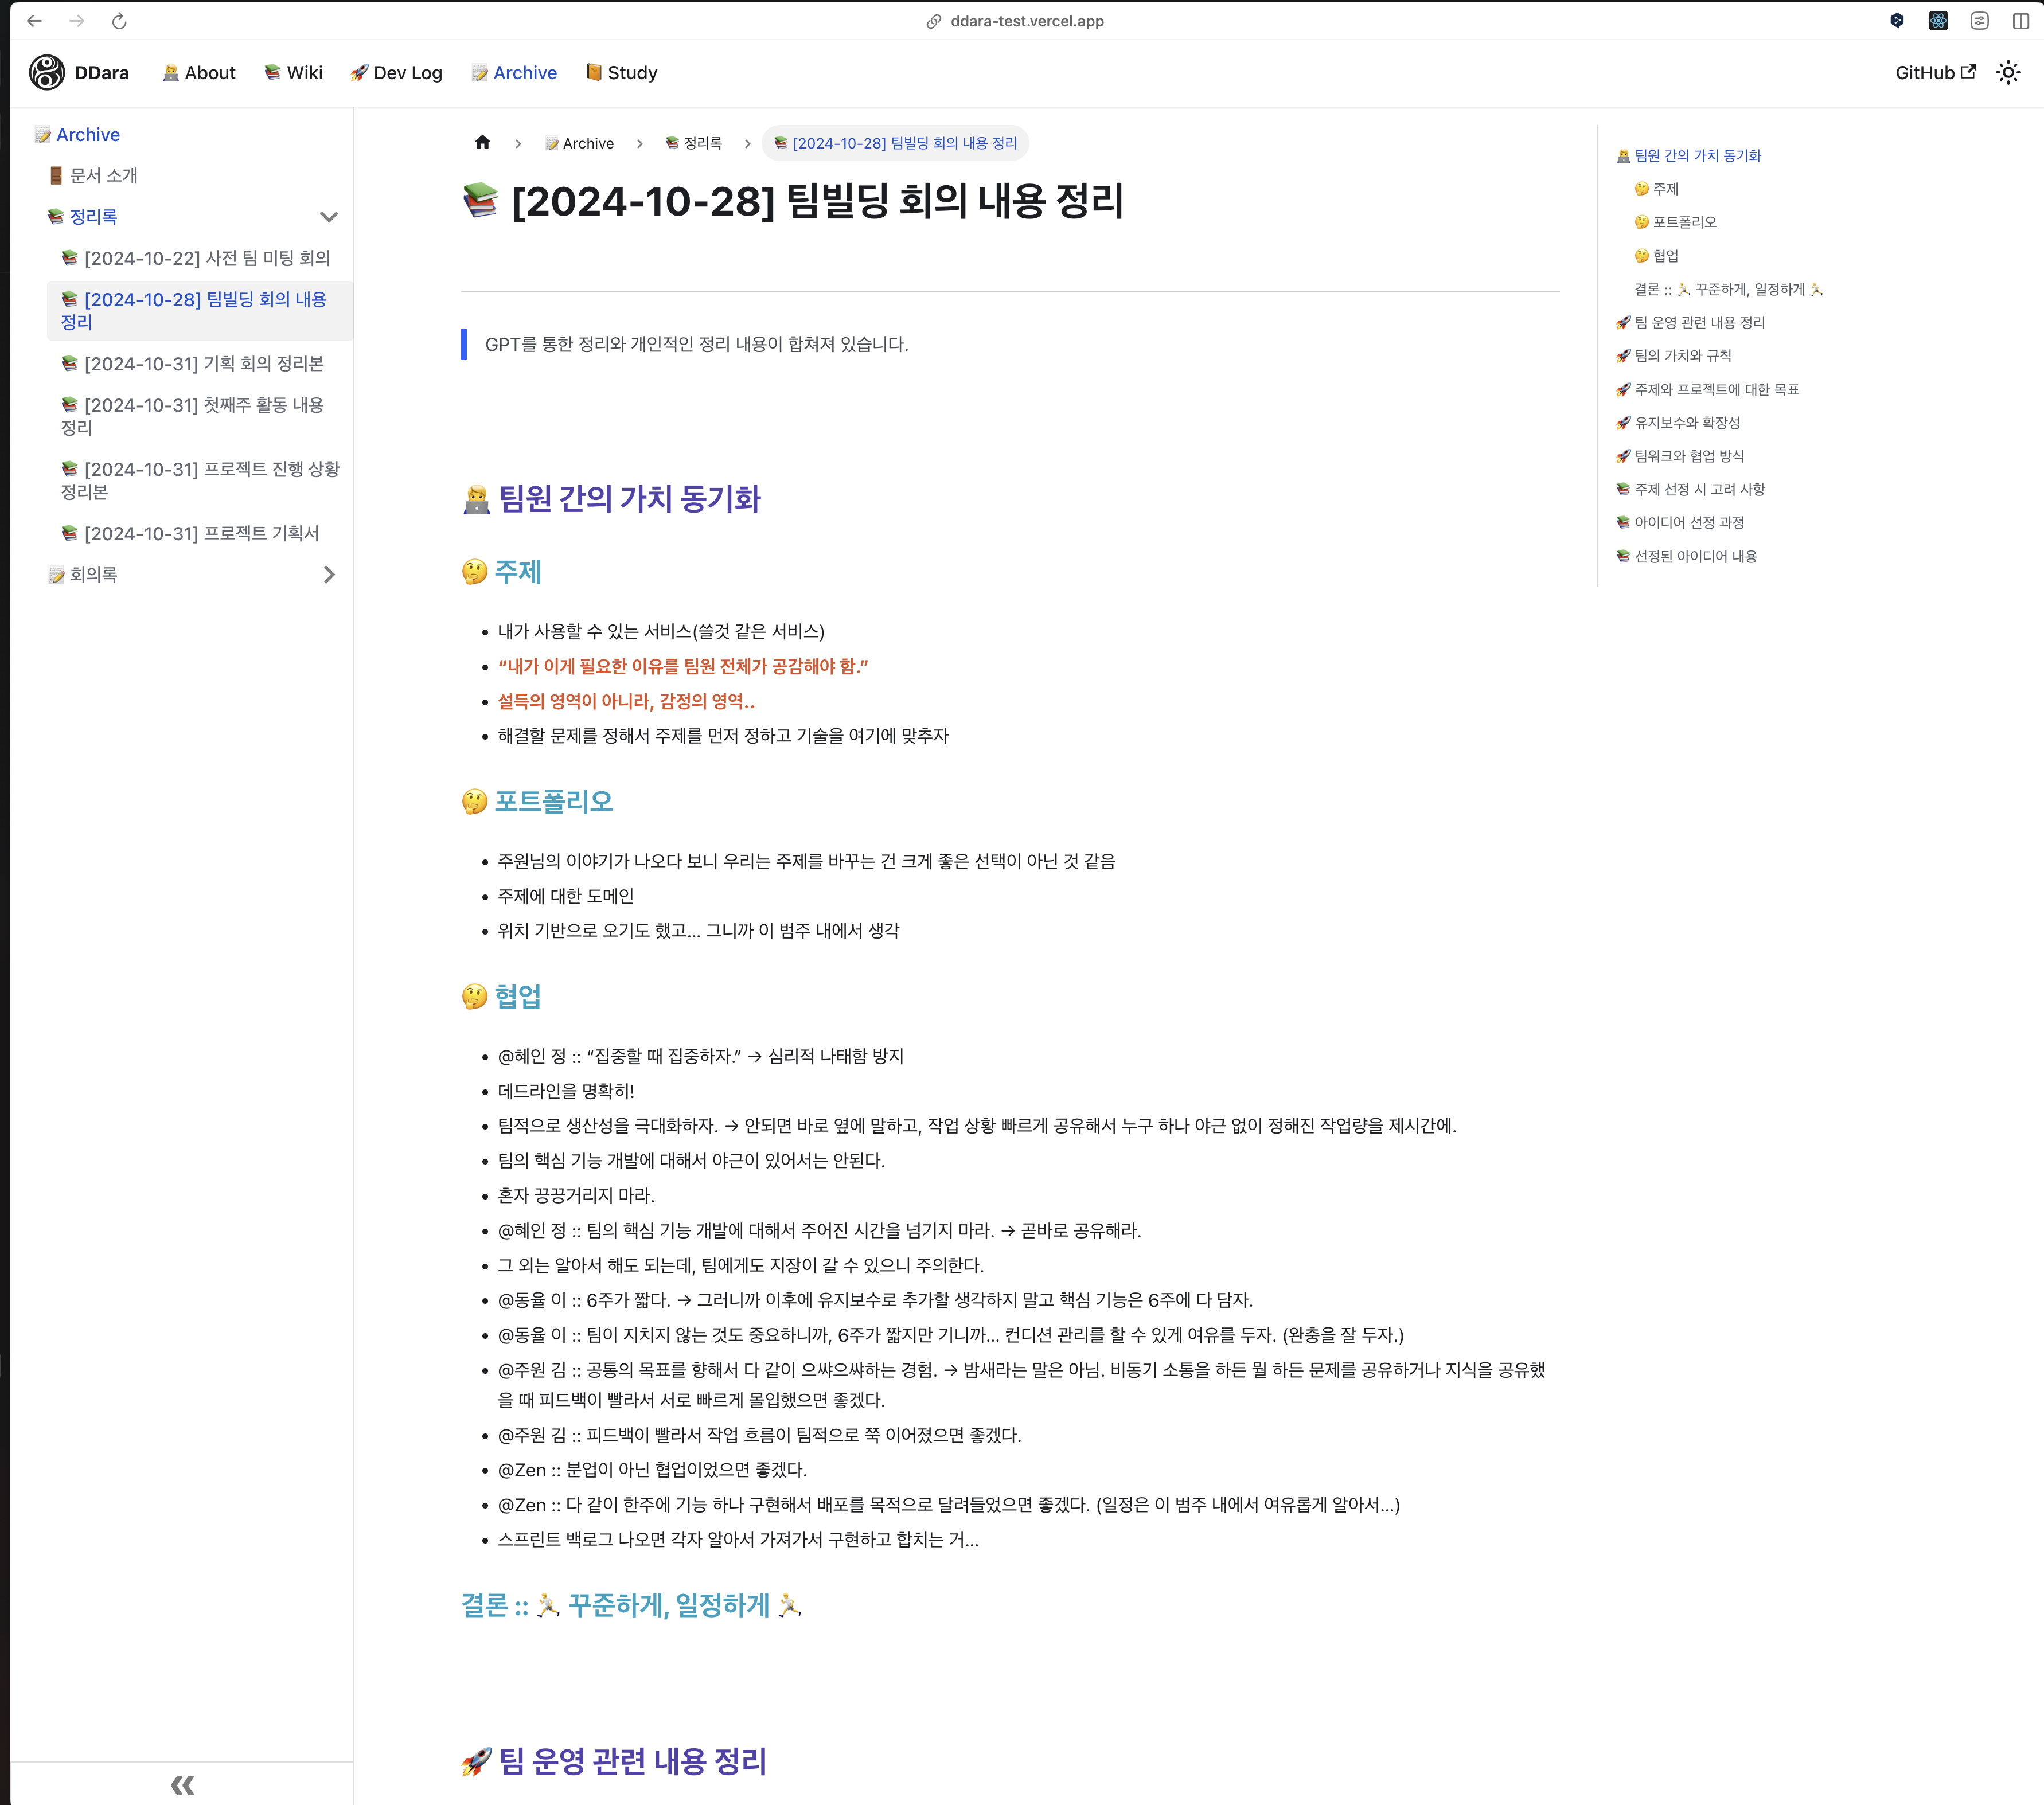 ddara-test.vercel.app
DDara
About
Wiki
Dev Log
Archive
Study
GitHub
Archive
문서 소개
정리록
[2024-10-22] 사전 팀 미팅 회의
[2024-10-28] 팀빌딩 회의 내용
정리
[2024-10-31] 기획 회의 정리본
[2024-10-31] 첫째주 활동 내용
정리
[2024-10-31] 프로젝트 진행 상황
정리본
[2024-10-31] 프로젝트 기획서
회의록
Archive
정리록
[2024-10-28] 팀빌딩 회의 내용 정리
[2024-10-28] 팀빌딩 회의 내용 정리
GPT를 통한 정리와 개인적인 정리 내용이 합쳐져 있습니다.
팀원 간의 가치 동기화
🤔 주제
• 내가 사용할 수 있는 서비스(쓸것 같은 서비스)
• “내가 이게 필요한 이유를 팀원 전체가 공감해야 함.”
• 설득의 영역이 아니라, 감정의 영역..
• 해결할 문제를 정해서 주제를 먼저 정하고 기술을 여기에 맞추자
🤔 포트폴리오
• 주원님의 이야기가 나오다 보니 우리는 주제를 바꾸는 건 크게 좋은 선택이 아닌 것 같음
• 주제에 대한 도메인
• 위치 기반으로 오기도 했고... 그니까 이 범주 내에서 생각
🤔 협업
• @혜인 정 :: “집중할 때 집중하자.” → 심리적 나태함 방지
• 데드라인을 명확히!
• 팀적으로 생산성을 극대화하자. → 안되면 바로 옆에 말하고, 작업 상황 빠르게 공유해서 누구 하나 야근 없이 정해진 작업량을 제시간에.
• 팀의 핵심 기능 개발에 대해서 야근이 있어서는 안된다.
• 혼자 끙끙거리지 마라.
• @혜인 정 :: 팀의 핵심 기능 개발에 대해서 주어진 시간을 넘기지 마라. → 곧바로 공유해라.
• 그 외는 알아서 해도 되는데, 팀에게도 지장이 갈 수 있으니 주의한다.
• @동율 이 :: 6주가 짧다. → 그러니까 이후에 유지보수로 추가할 생각하지 말고 핵심 기능은 6주에 다 담자.
• @동율 이 :: 팀이 지치지 않는 것도 중요하니까, 6주가 짧지만 기니까... 컨디션 관리를 할 수 있게 여유를 두자. (완충을 잘 두자.)
• @주원 김 :: 공통의 목표를 향해서 다 같이 으쌰으쌰하는 경험. → 밤새라는 말은 아님. 비동기 소통을 하든 뭘 하든 문제를 공유하거나 지식을 공유했
을 때 피드백이 빨라서 서로 빠르게 몰입했으면 좋겠다.
• @주원 김 :: 피드백이 빨라서 작업 흐름이 팀적으로 쭉 이어졌으면 좋겠다.
• @Zen :: 분업이 아닌 협업이었으면 좋겠다.
• @Zen :: 다 같이 한주에 기능 하나 구현해서 배포를 목적으로 달려들었으면 좋겠다. (일정은 이 범주 내에서 여유롭게 알아서...)
• 스프린트 백로그 나오면 각자 알아서 가져가서 구현하고 합치는 거...
결론 :: 🏃 꾸준하게, 일정하게 🏃
🚀 팀 운영 관련 내용 정리
팀원 간의 가치 동기화
🤔 주제
🤔 포트폴리오
🤔 협업
결론 :: 🏃 꾸준하게, 일정하게 🏃
🚀 팀 운영 관련 내용 정리
🚀 팀의 가치와 규칙
🚀 주제와 프로젝트에 대한 목표
🚀 유지보수와 확장성
🚀 팀워크와 협업 방식
📚 주제 선정 시 고려 사항
📚 아이디어 선정 과정
📚 선정된 아이디어 내용